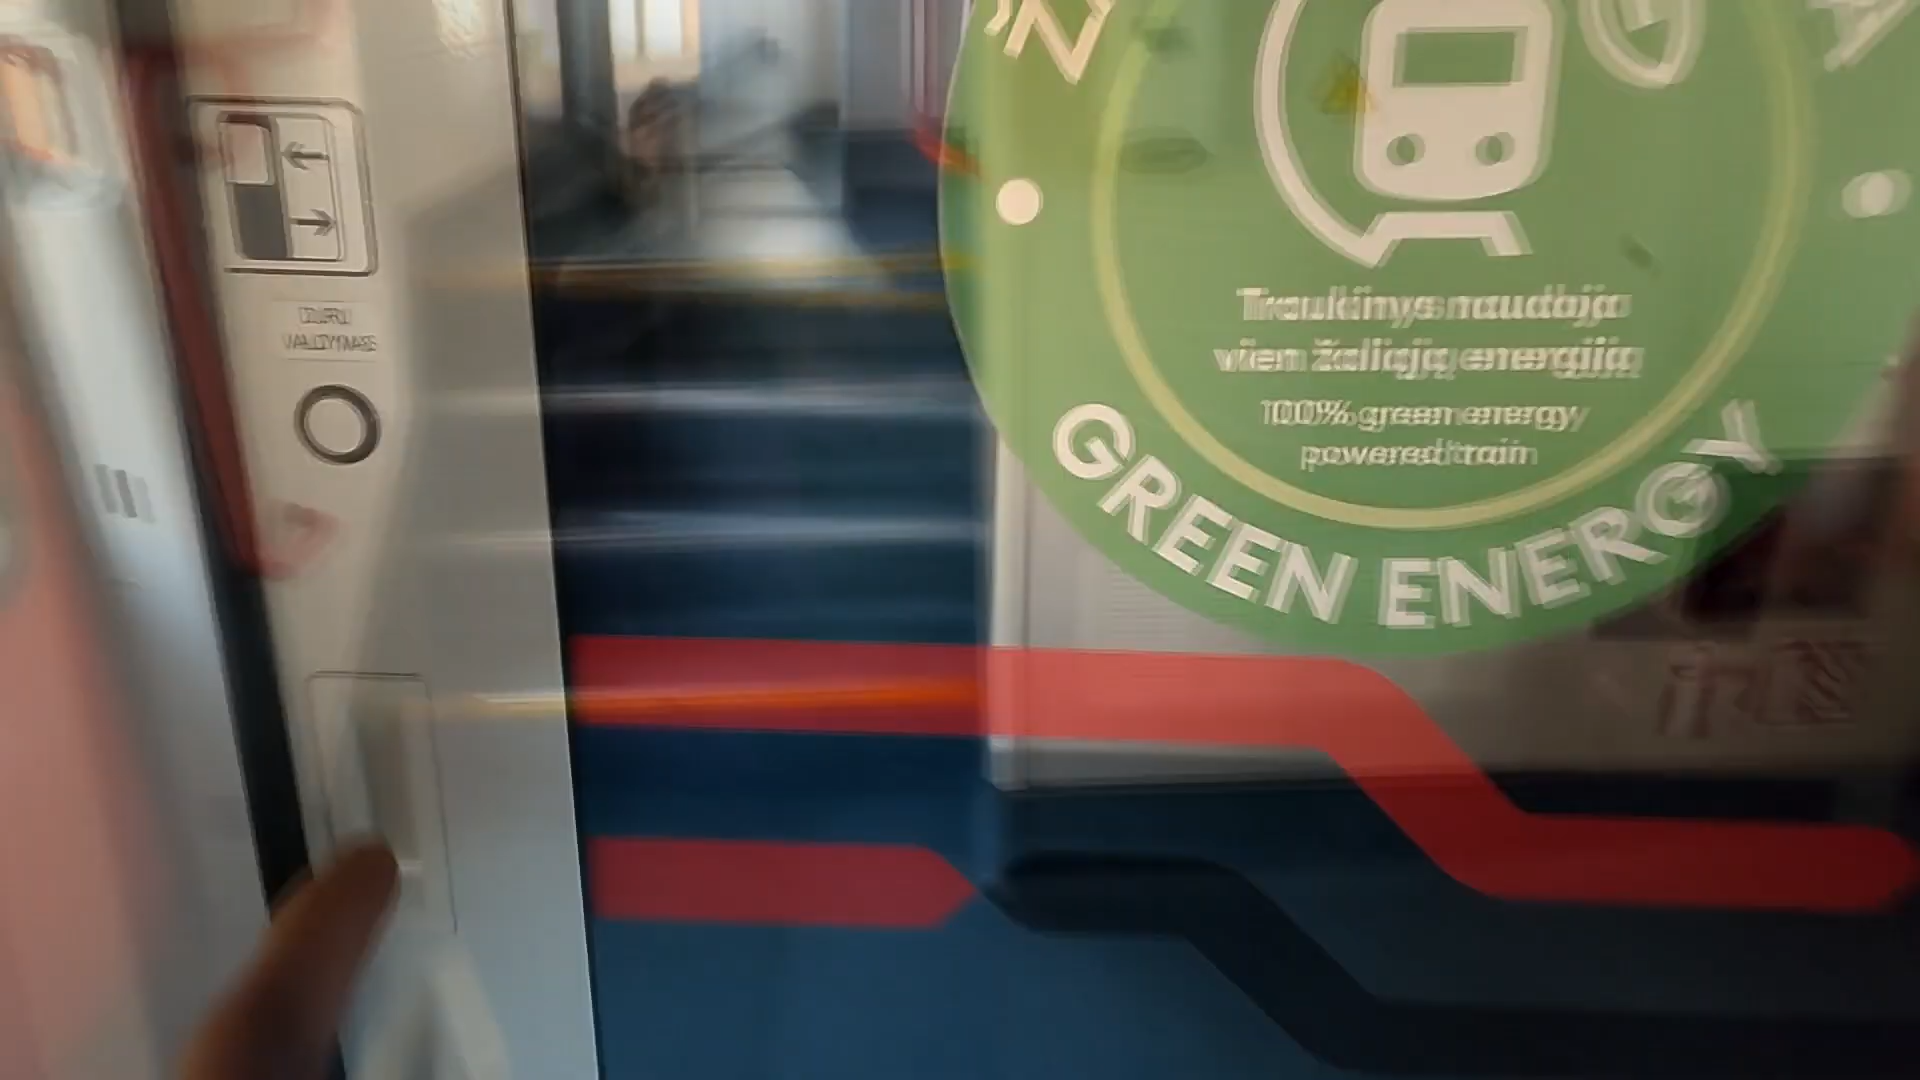 DURŲ
VALDYMAS
Traukinys naudoja
vien žaliąją energiją
100% green energy
powered train
GREEN ENERGY